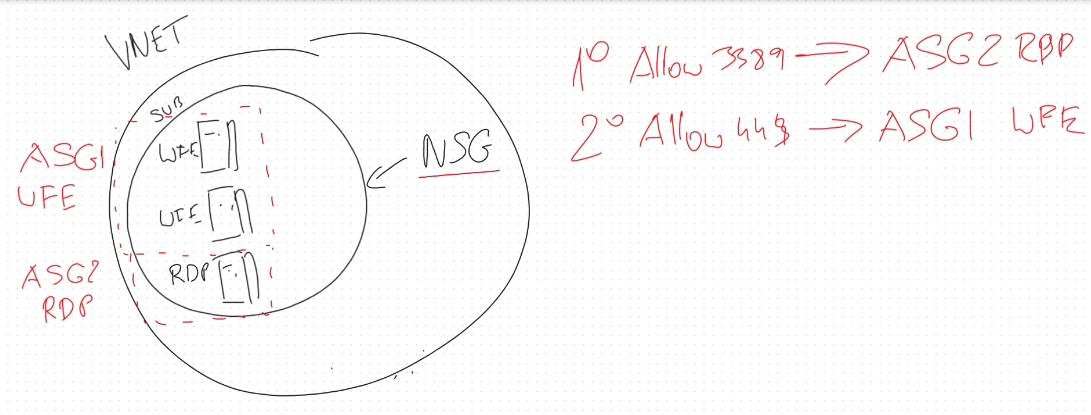 VNET
SUB
WFE
WFE
RDP
NSG
ASG1
WFE
ASG2
RDP
1º Allow 3389 → ASG2 RDP
2º Allow 443 → ASG1 WFE